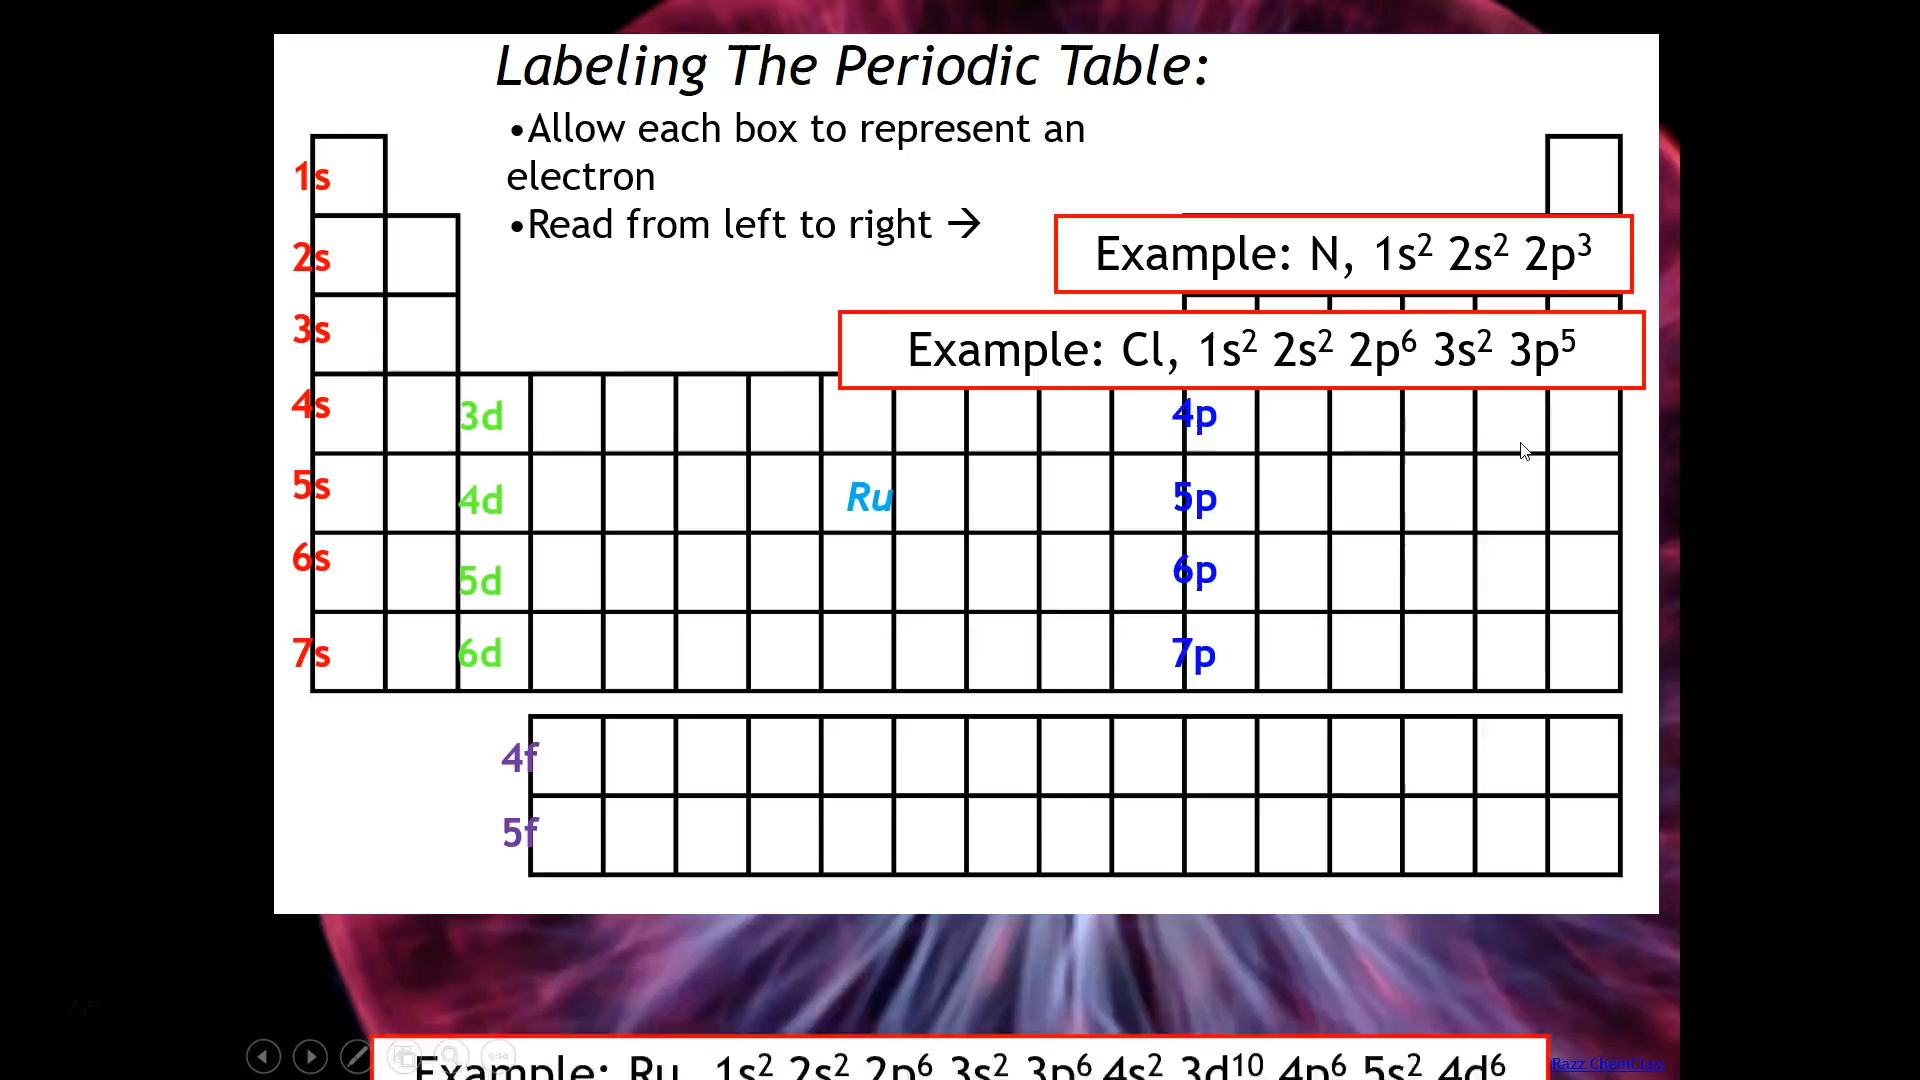 Labeling The Periodic Table:
•Allow each box to represent an
electron
•Read from left to right →
1s
2s
Example: N, 1s² 2s² 2p³
3s
Example: Cl, 1s² 2s² 2p⁶ 3s² 3p⁵
4s 3d 4p
5s 4d Ru 5p
6s 5d 6p
7s 6d 7p
4f
5f
Example: Ru, 1s² 2s² 2p⁶ 3s² 3p⁶ 4s² 3d¹⁰ 4p⁶ 5s² 4d⁶
Razz ChemClass